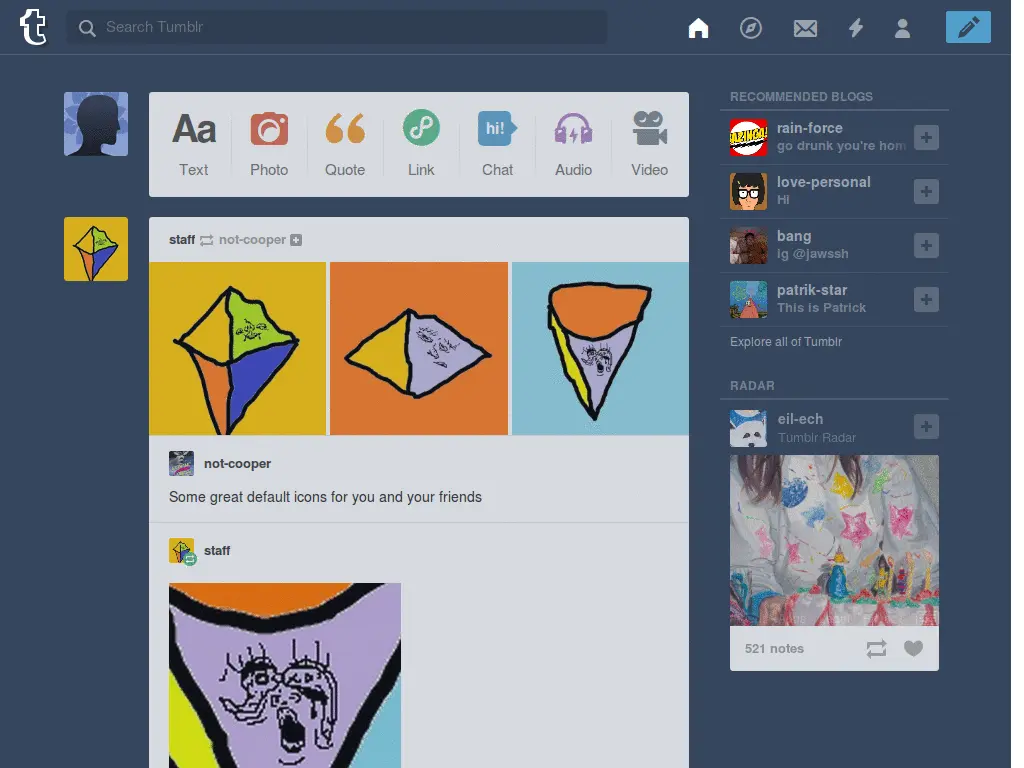 t
Search Tumblr
Aa
hi!
Text
Photo
Quote
Link
Chat
Audio
Video
staff not-cooper
not-cooper
Some great default icons for you and your friends
staff
RECOMMENDED BLOGS
BAZINGA!
rain-force
go drunk you're hom
love-personal
Hi
bang
ig @jawssh
patrik-star
This is Patrick
Explore all of Tumblr
RADAR
eil-ech
Tumblr Radar
521 notes